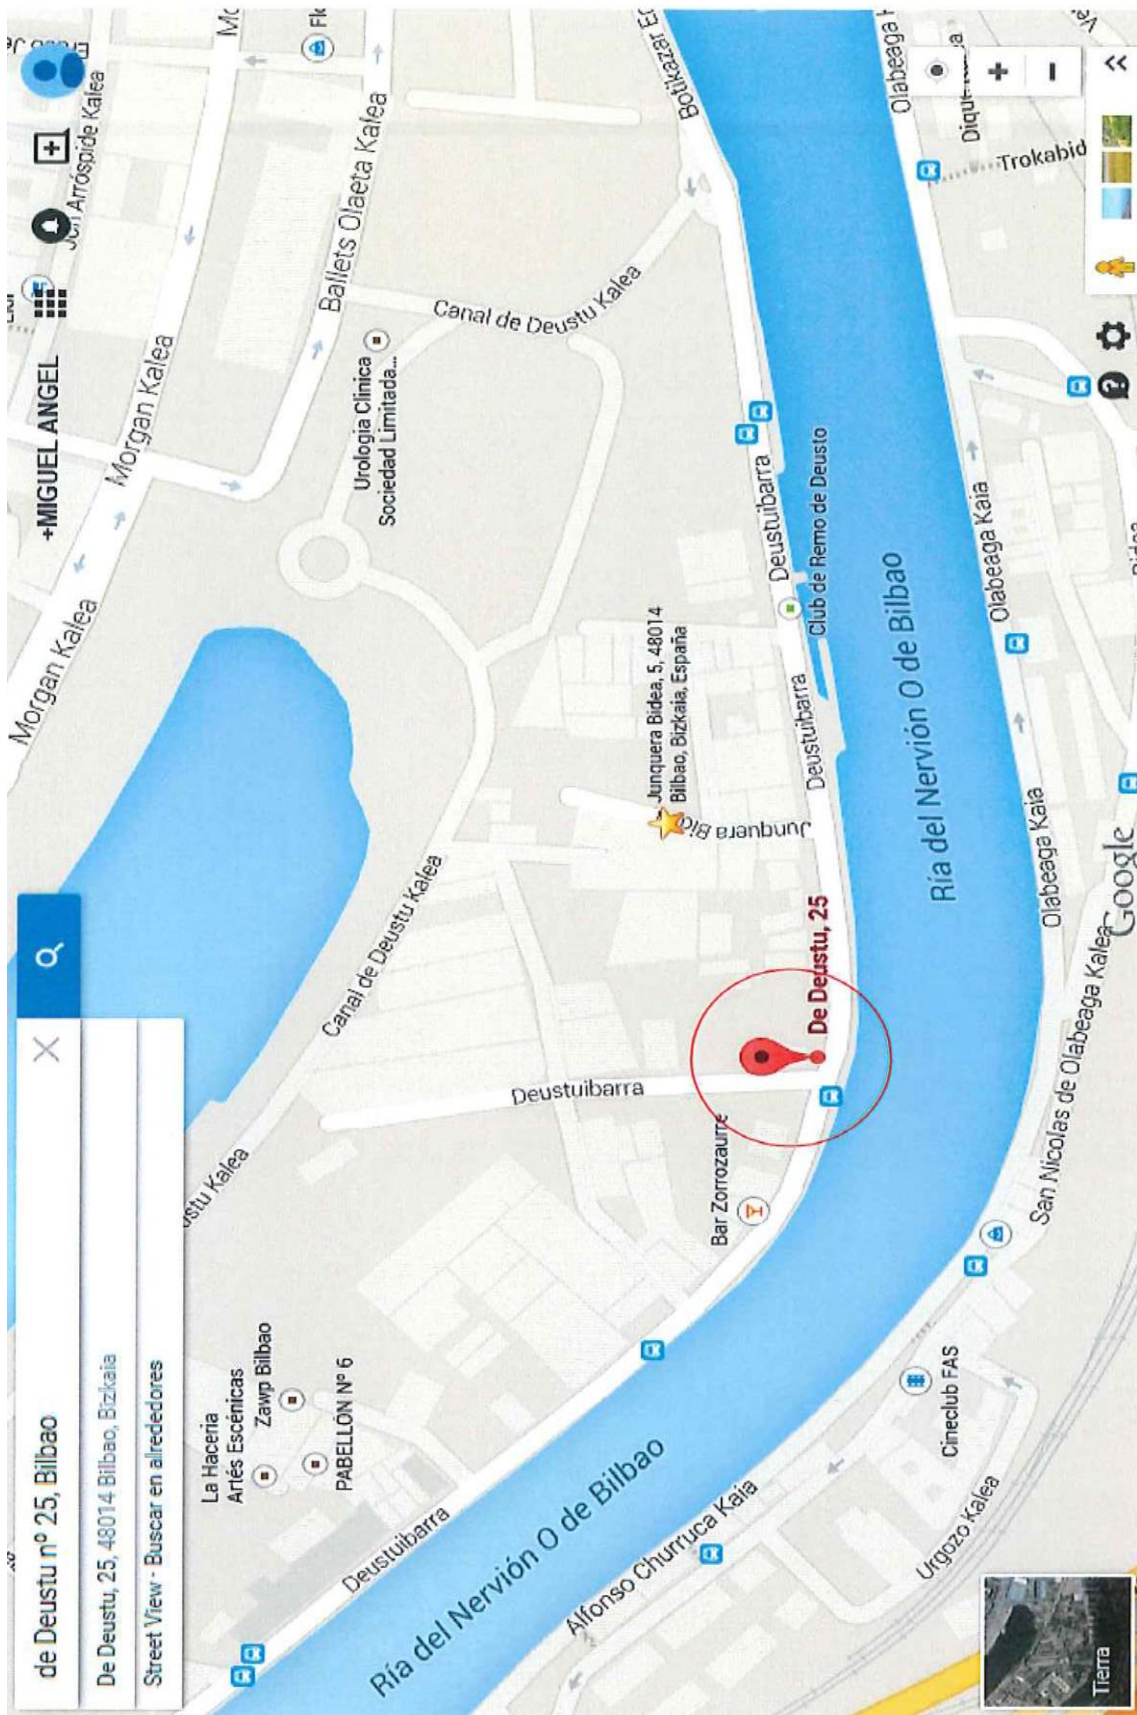 de Deustu nº 25, Bilbao
De Deustu, 25, 48014 Bilbao, Bizkaia
Street View - Buscar en alrededores
+MIGUEL ANGEL
Jon Arróspide Kalea
Morgan Kalea
Morgan Kalea
Ballets Olaeta Kalea
Canal de Deustu Kalea
Botikazar
Urología Clínica
Sociedad Limitada...
La Haceria
Artés Escénicas
Zawp Bilbao
PABELLÓN Nº 6
Canal de Deustu Kalea
Deustuibarra
Junquera Bidea, 5, 48014
Bilbao, Bizkaia, España
Junquera
Bar Zorrozaurre
De Deustu, 25
Deustuibarra
Deustuibarra
Deustuibarra
Club de Remo de Deusto
Ría del Nervión O de Bilbao
Ría del Nervión O de Bilbao
Alfonso Churruca Kaia
Urgozo Kalea
Cineclub FAS
San Nicolas de Olabeaga Kalea
Olabeaga Kaia
Olabeaga Kaia
Olabeaga
Trokabid
Google
Tierra